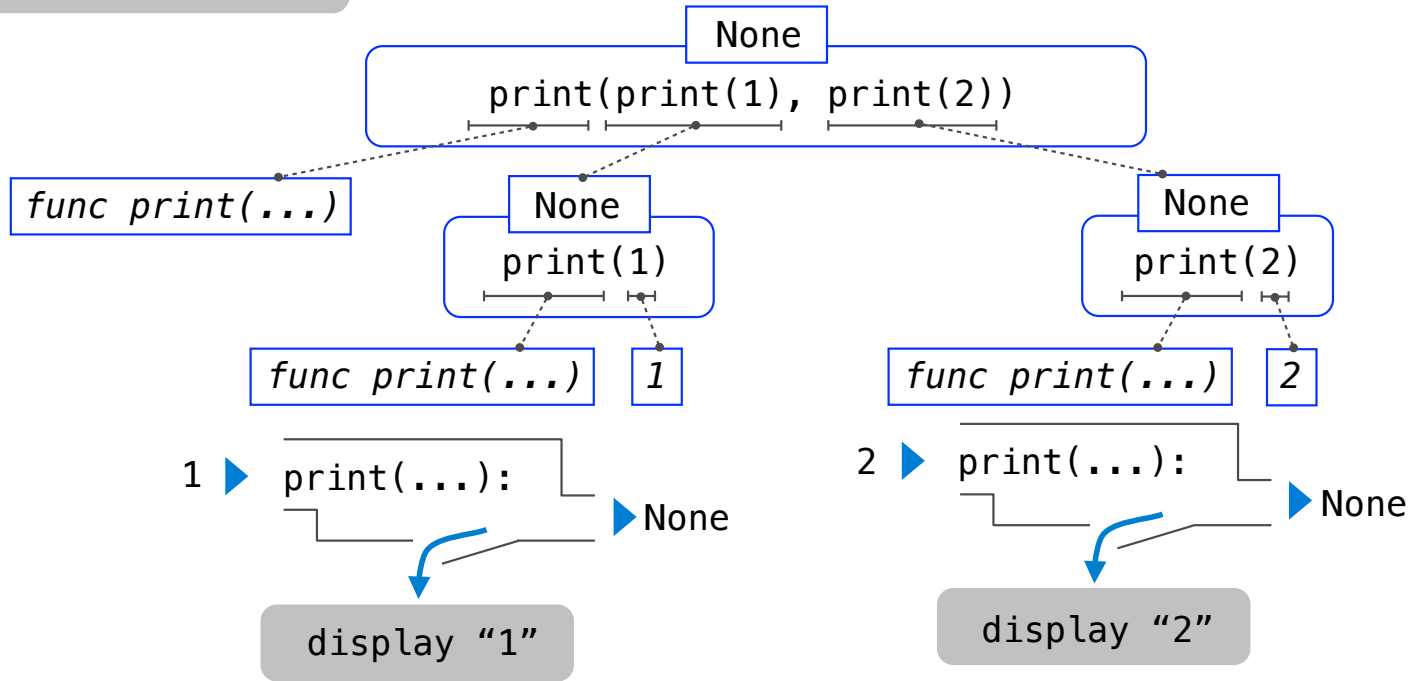 None
print(print(1), print(2))
func print(...)
None
None
print(1)
print(2)
func print(...)
1
func print(...)
2
1
print(...):
None
2
print(...):
None
display “1”
display “2”